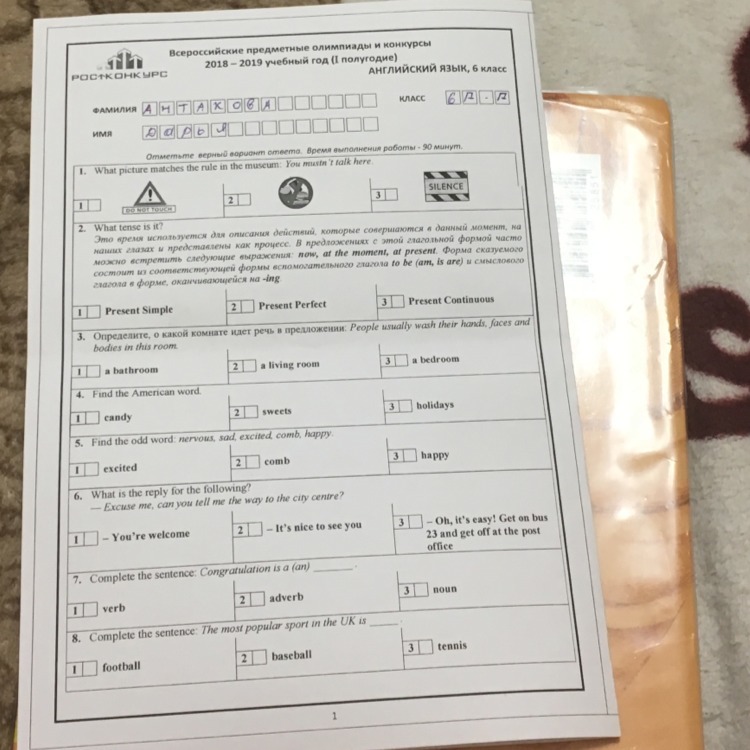 Всероссийские предметные олимпиады и конкурсы
2018 – 2019 учебный год (I полугодие)
АНГЛИЙСКИЙ ЯЗЫК, 6 класс
РОСТКОНКУРС
ФАМИЛИЯ АНТАХОВА КЛАСС
ИМЯ Дарья
Отметьте верный вариант ответа. Время выполнения работы - 90 минут.
1. What picture matches the rule in the museum: You mustn't talk here.
1 DO NOT TOUCH 2 3 SILENCE
2. What tense is it?
Это время используется для описания действий, которые совершаются в данный момент, на
наших глазах и представлены как процесс. В предложениях с этой глагольной формой часто
можно встретить следующие выражения: now, at the moment, at present. Форма сказуемого
состоит из соответствующей формы вспомогательного глагола to be (am, is are) и смыслового
глагола в форме, оканчивающейся на -ing.
1 Present Simple 2 Present Perfect 3 Present Continuous
3. Определите, о какой комнате идет речь в предложении: People usually wash their hands, faces and
bodies in this room.
1 a bathroom 2 a living room 3 a bedroom
4. Find the American word.
1 candy 2 sweets 3 holidays
5. Find the odd word: nervous, sad, excited, comb, happy.
1 excited 2 comb 3 happy
6. What is the reply for the following?
— Excuse me, can you tell me the way to the city centre?
1 – You're welcome 2 – It's nice to see you 3 – Oh, it's easy! Get on bus
23 and get off at the post
office
7. Complete the sentence: Congratulation is a (an) _______.
1 verb 2 adverb 3 noun
8. Complete the sentence: The most popular sport in the UK is _____.
1 football 2 baseball 3 tennis
1